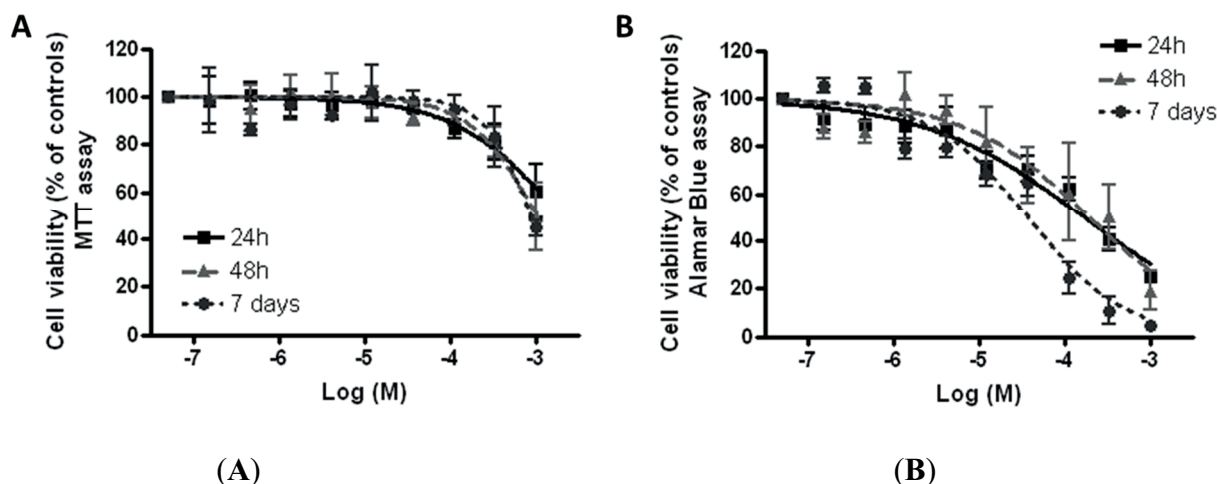 A
Cell viability (% of controls)
MTT assay
120
100
80
60
40
20
0
24h
48h
7 days
-7
-6
-5
-4
-3
Log (M)
(A)
B
Cell viability (% of controls)
Alamar Blue assay
120
100
80
60
40
20
0
24h
48h
7 days
-7
-6
-5
-4
-3
Log (M)
(B)